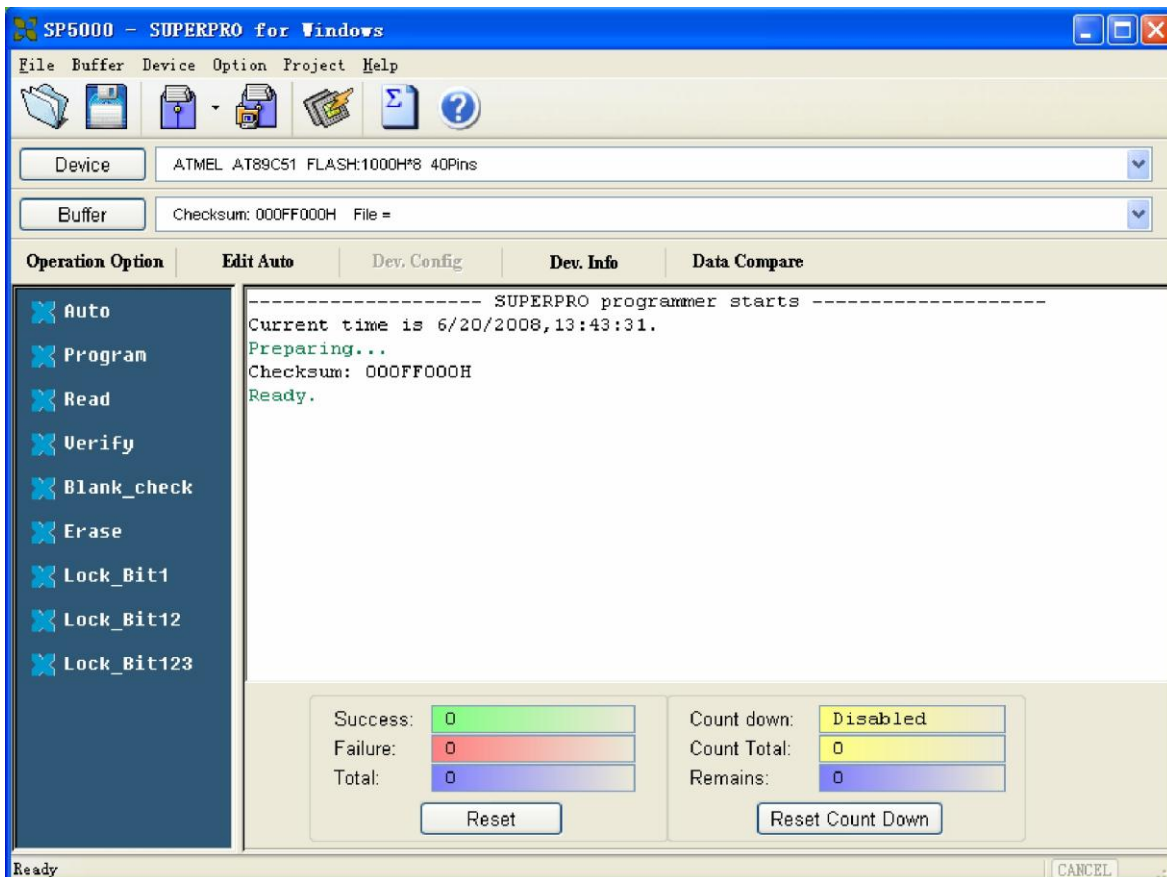 SP5000 - SUPERPRO for Windows
File Buffer Device Option Project Help
Device ATMEL AT89C51 FLASH:1000H*8 40Pins
Buffer Checksum: 000FF000H File =
Operation Option Edit Auto Dev. Config Dev. Info Data Compare
Auto
Program
Read
Verify
Blank_check
Erase
Lock_Bit1
Lock_Bit12
Lock_Bit123
------------------- SUPERPRO programmer starts -------------------
Current time is 6/20/2008,13:43:31.
Preparing...
Checksum: 000FF000H
Ready.
Success: 0
Failure: 0
Total: 0
Reset
Count down: Disabled
Count Total: 0
Remains: 0
Reset Count Down
Ready CANCEL